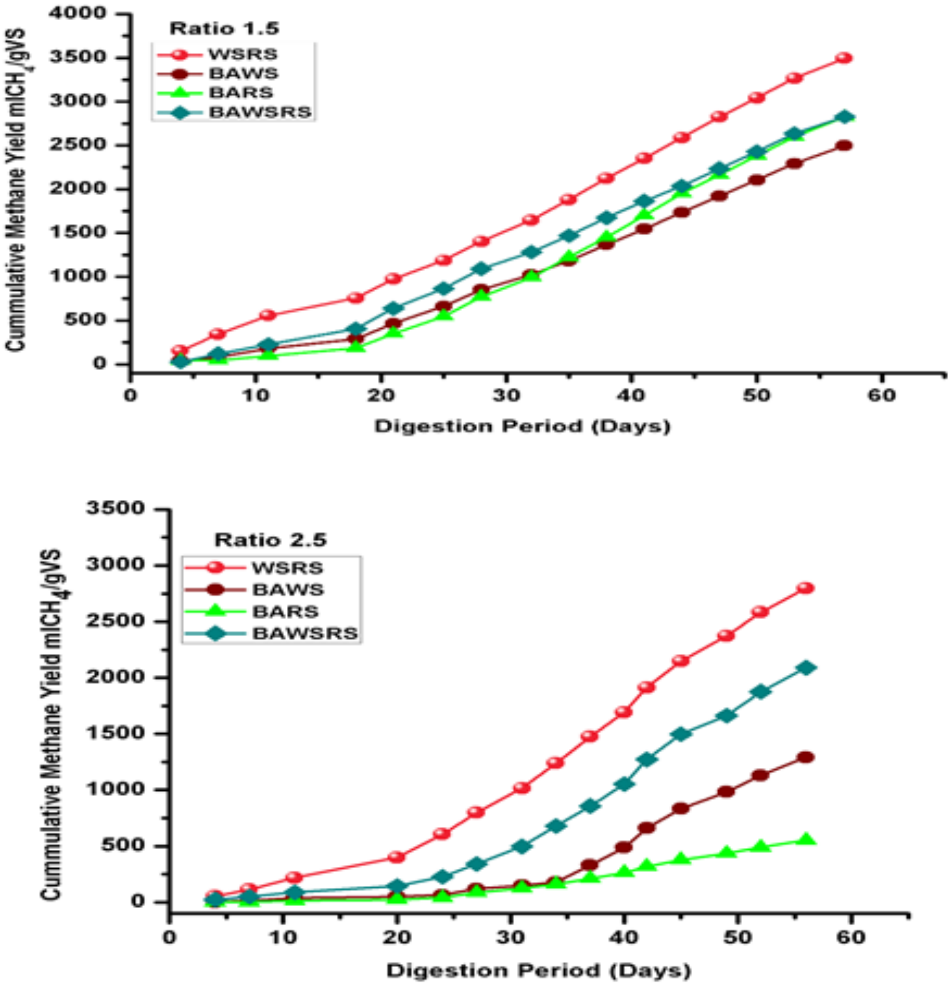 4000
3500
3000
2500
2000
1500
1000
500
0
Cummulative Methane Yield mlCH4/gVS
Ratio 1.5
WSRS
BAWS
BARS
BAWSRS
0 10 20 30 40 50 60
Digestion Period (Days)
3500
3000
2500
2000
1500
1000
500
0
Cummulative Methane Yield mlCH4/gVS
Ratio 2.5
WSRS
BAWS
BARS
BAWSRS
0 10 20 30 40 50 60
Digestion Period (Days)